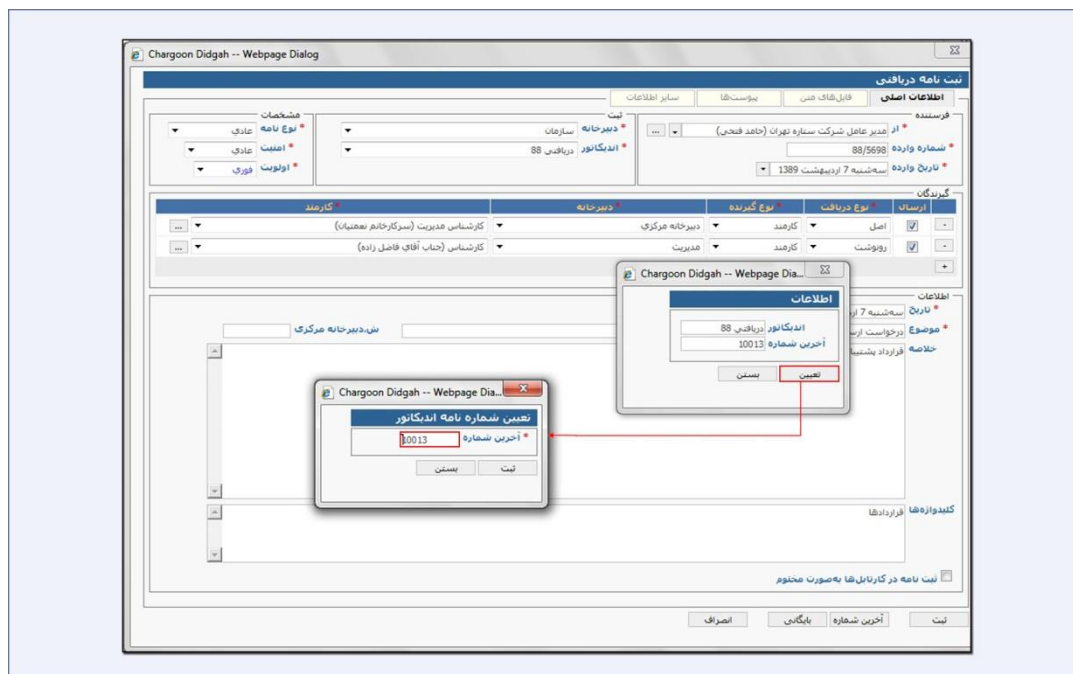 Chargoon Didgah -- Webpage Dialog
ثبت نامه دریافتی
اطلاعات اصلی فایل‌های متن پیوست‌ها سایر اطلاعات
فرستنده
* از مدیر عامل شرکت ستاره تهران (حامد فتحی) ...
* شماره وارده 88/5698
* تاریخ وارده سه‌شنبه 7 اردیبهشت 1389
ثبت
* دبیرخانه سازمان
* اندیکاتور دریافتی 88
مشخصات
* نوع نامه عادی
* امنیت عادی
* اولویت فوری
گیرندگان
ارسال * نوع دریافت * نوع گیرنده * دبیرخانه * کارمند
- اصل کارمند دبیرخانه مرکزی کارشناس مدیریت (سرکارخانم نعمتیان) ...
- رونوشت کارمند مدیریت کارشناس (جناب آقای فاضل زاده) ...
+
اطلاعات
* تاریخ سه‌شنبه 7
* موضوع درخواست
ش.دبیرخانه مرکزی
خلاصه قرارداد
Chargoon Didgah -- Webpage Dia...
اطلاعات
اندیکاتور دریافتی 88
آخرین شماره 10013
تعیین بستن
Chargoon Didgah -- Webpage Dia...
تعیین شماره نامه اندیکاتور
* آخرین شماره 10013
ثبت بستن
کلیدواژه‌ها قراردادها
ثبت نامه در کارتابل‌ها به‌صورت مختوم
ثبت آخرین شماره بایگانی انصراف